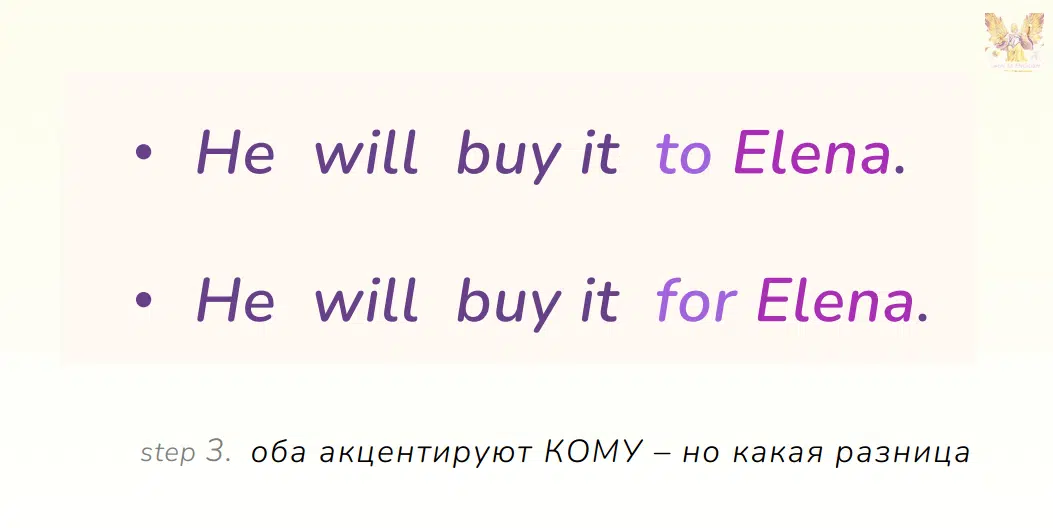 • He will buy it to Elena.
• He will buy it for Elena.
step 3. оба акцентируют КОМУ – но какая разница